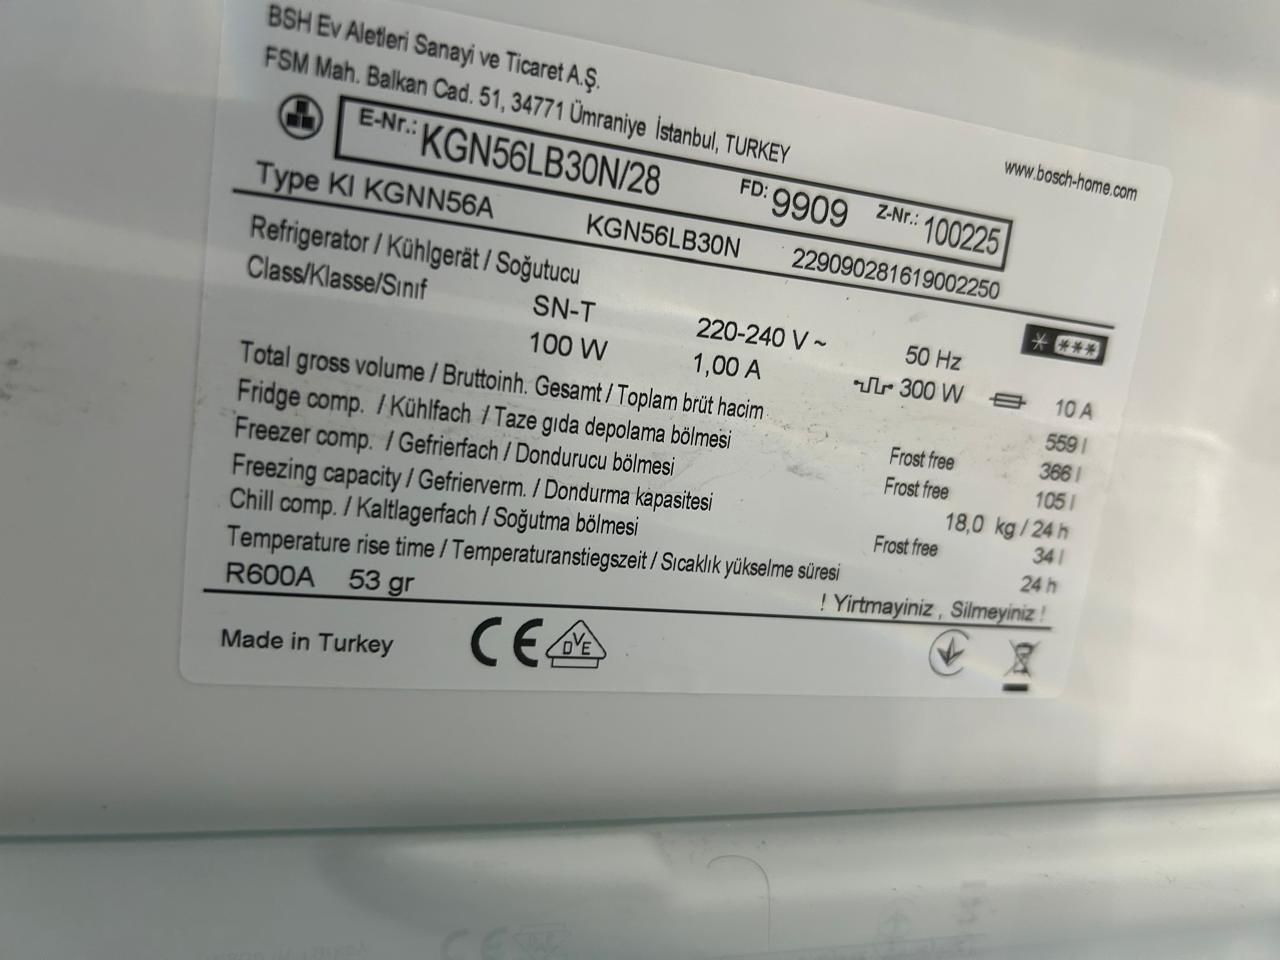 BSH Ev Aletleri Sanayi ve Ticaret A.Ş.
FSM Mah. Balkan Cad. 51, 34771 Ümraniye İstanbul, TURKEY
www.bosch-home.com
E-Nr.: KGN56LB30N/28 FD: 9909 Z-Nr.: 100225
Type KI KGNN56A KGN56LB30N 229090281619002250
Refrigerator / Kühlgerät / Soğutucu
Class/Klasse/Sınıf SN-T 220-240 V ~ 50 Hz
100 W 1,00 A 300 W 10 A
Total gross volume / Bruttoinh. Gesamt / Toplam brüt hacim 559 l
Fridge comp. / Kühlfach / Taze gıda depolama bölmesi Frost free 366 l
Freezer comp. / Gefrierfach / Dondurucu bölmesi Frost free 105 l
Freezing capacity / Gefrierverm. / Dondurma kapasitesi 18,0 kg / 24 h
Chill comp. / Kaltlagerfach / Soğutma bölmesi Frost free 34 l
Temperature rise time / Temperaturanstiegszeit / Sıcaklık yükselme süresi 24 h
R600A 53 gr ! Yirtmayiniz , Silmeyiniz !
Made in Turkey CE DVE